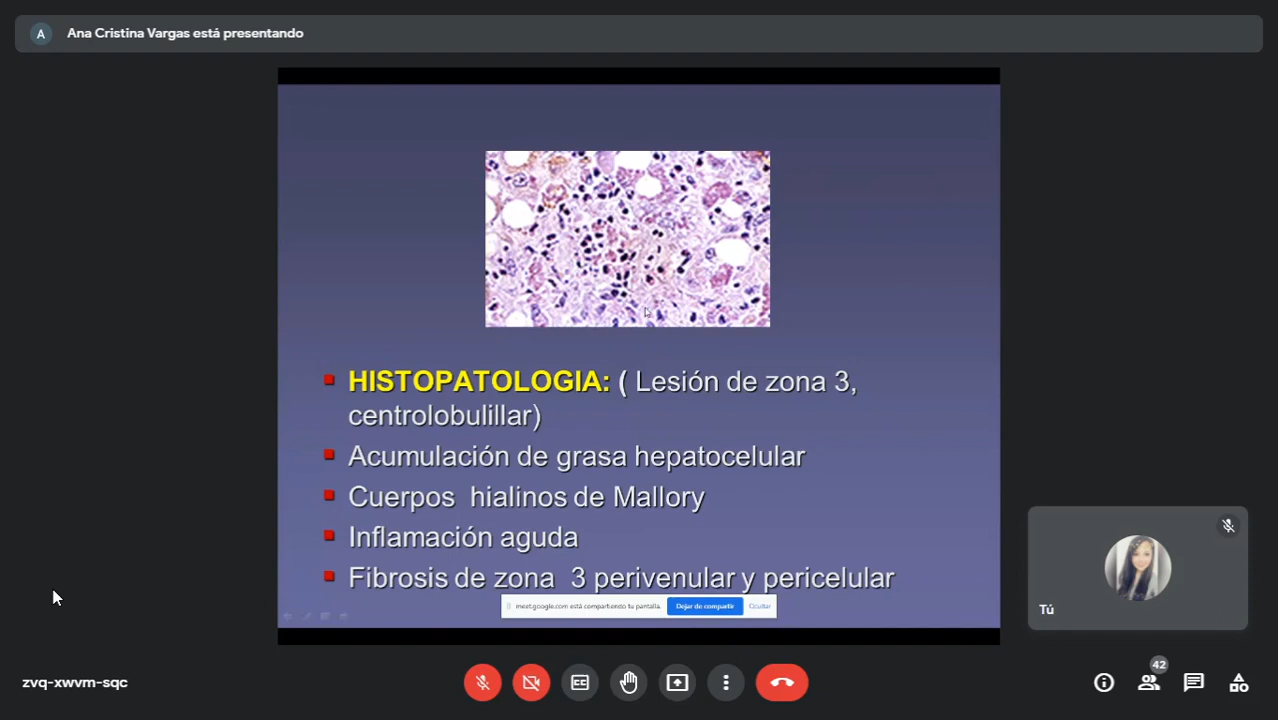 A
Ana Cristina Vargas está presentando
HISTOPATOLOGIA: ( Lesión de zona 3,
centrolobulillar)
Acumulación de grasa hepatocelular
Cuerpos hialinos de Mallory
Inflamación aguda
Fibrosis de zona 3 perivenular y pericelular
meet.google.com está compartiendo tu pantalla.
Dejar de compartir
Ocultar
Tú
zvq-xwvm-sqc
CC
42